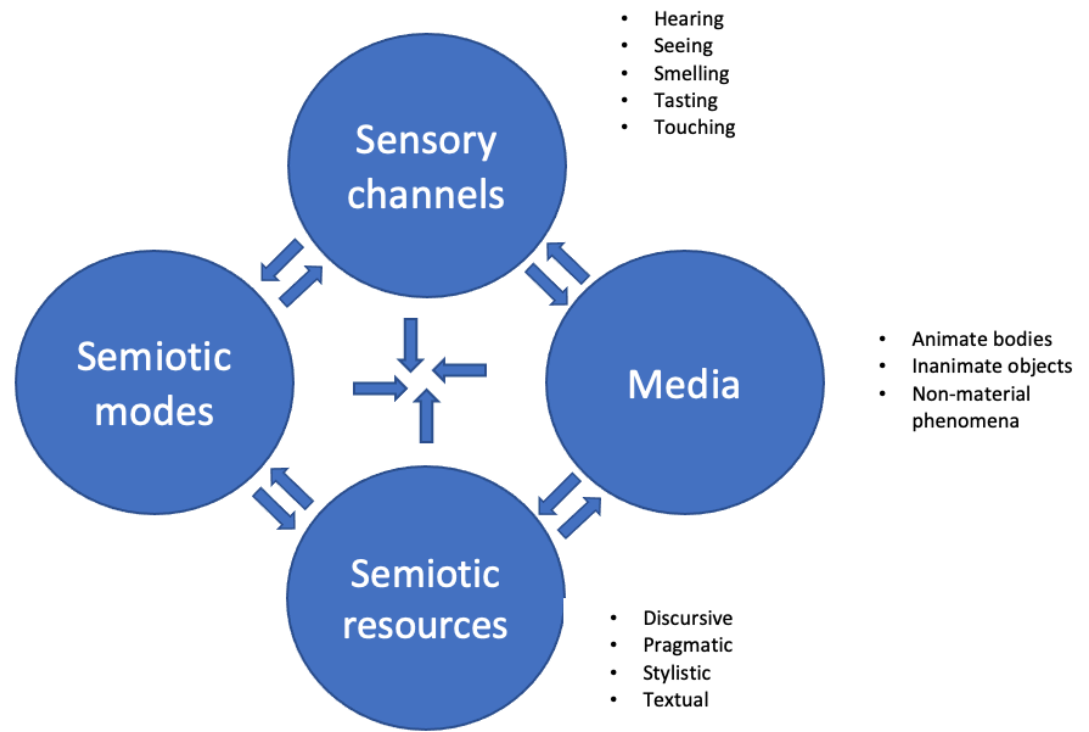 • Hearing
• Seeing
• Smelling
• Tasting
• Touching
Sensory
channels
Semiotic
modes
Media
• Animate bodies
• Inanimate objects
• Non-material
phenomena
Semiotic
resources
• Discursive
• Pragmatic
• Stylistic
• Textual